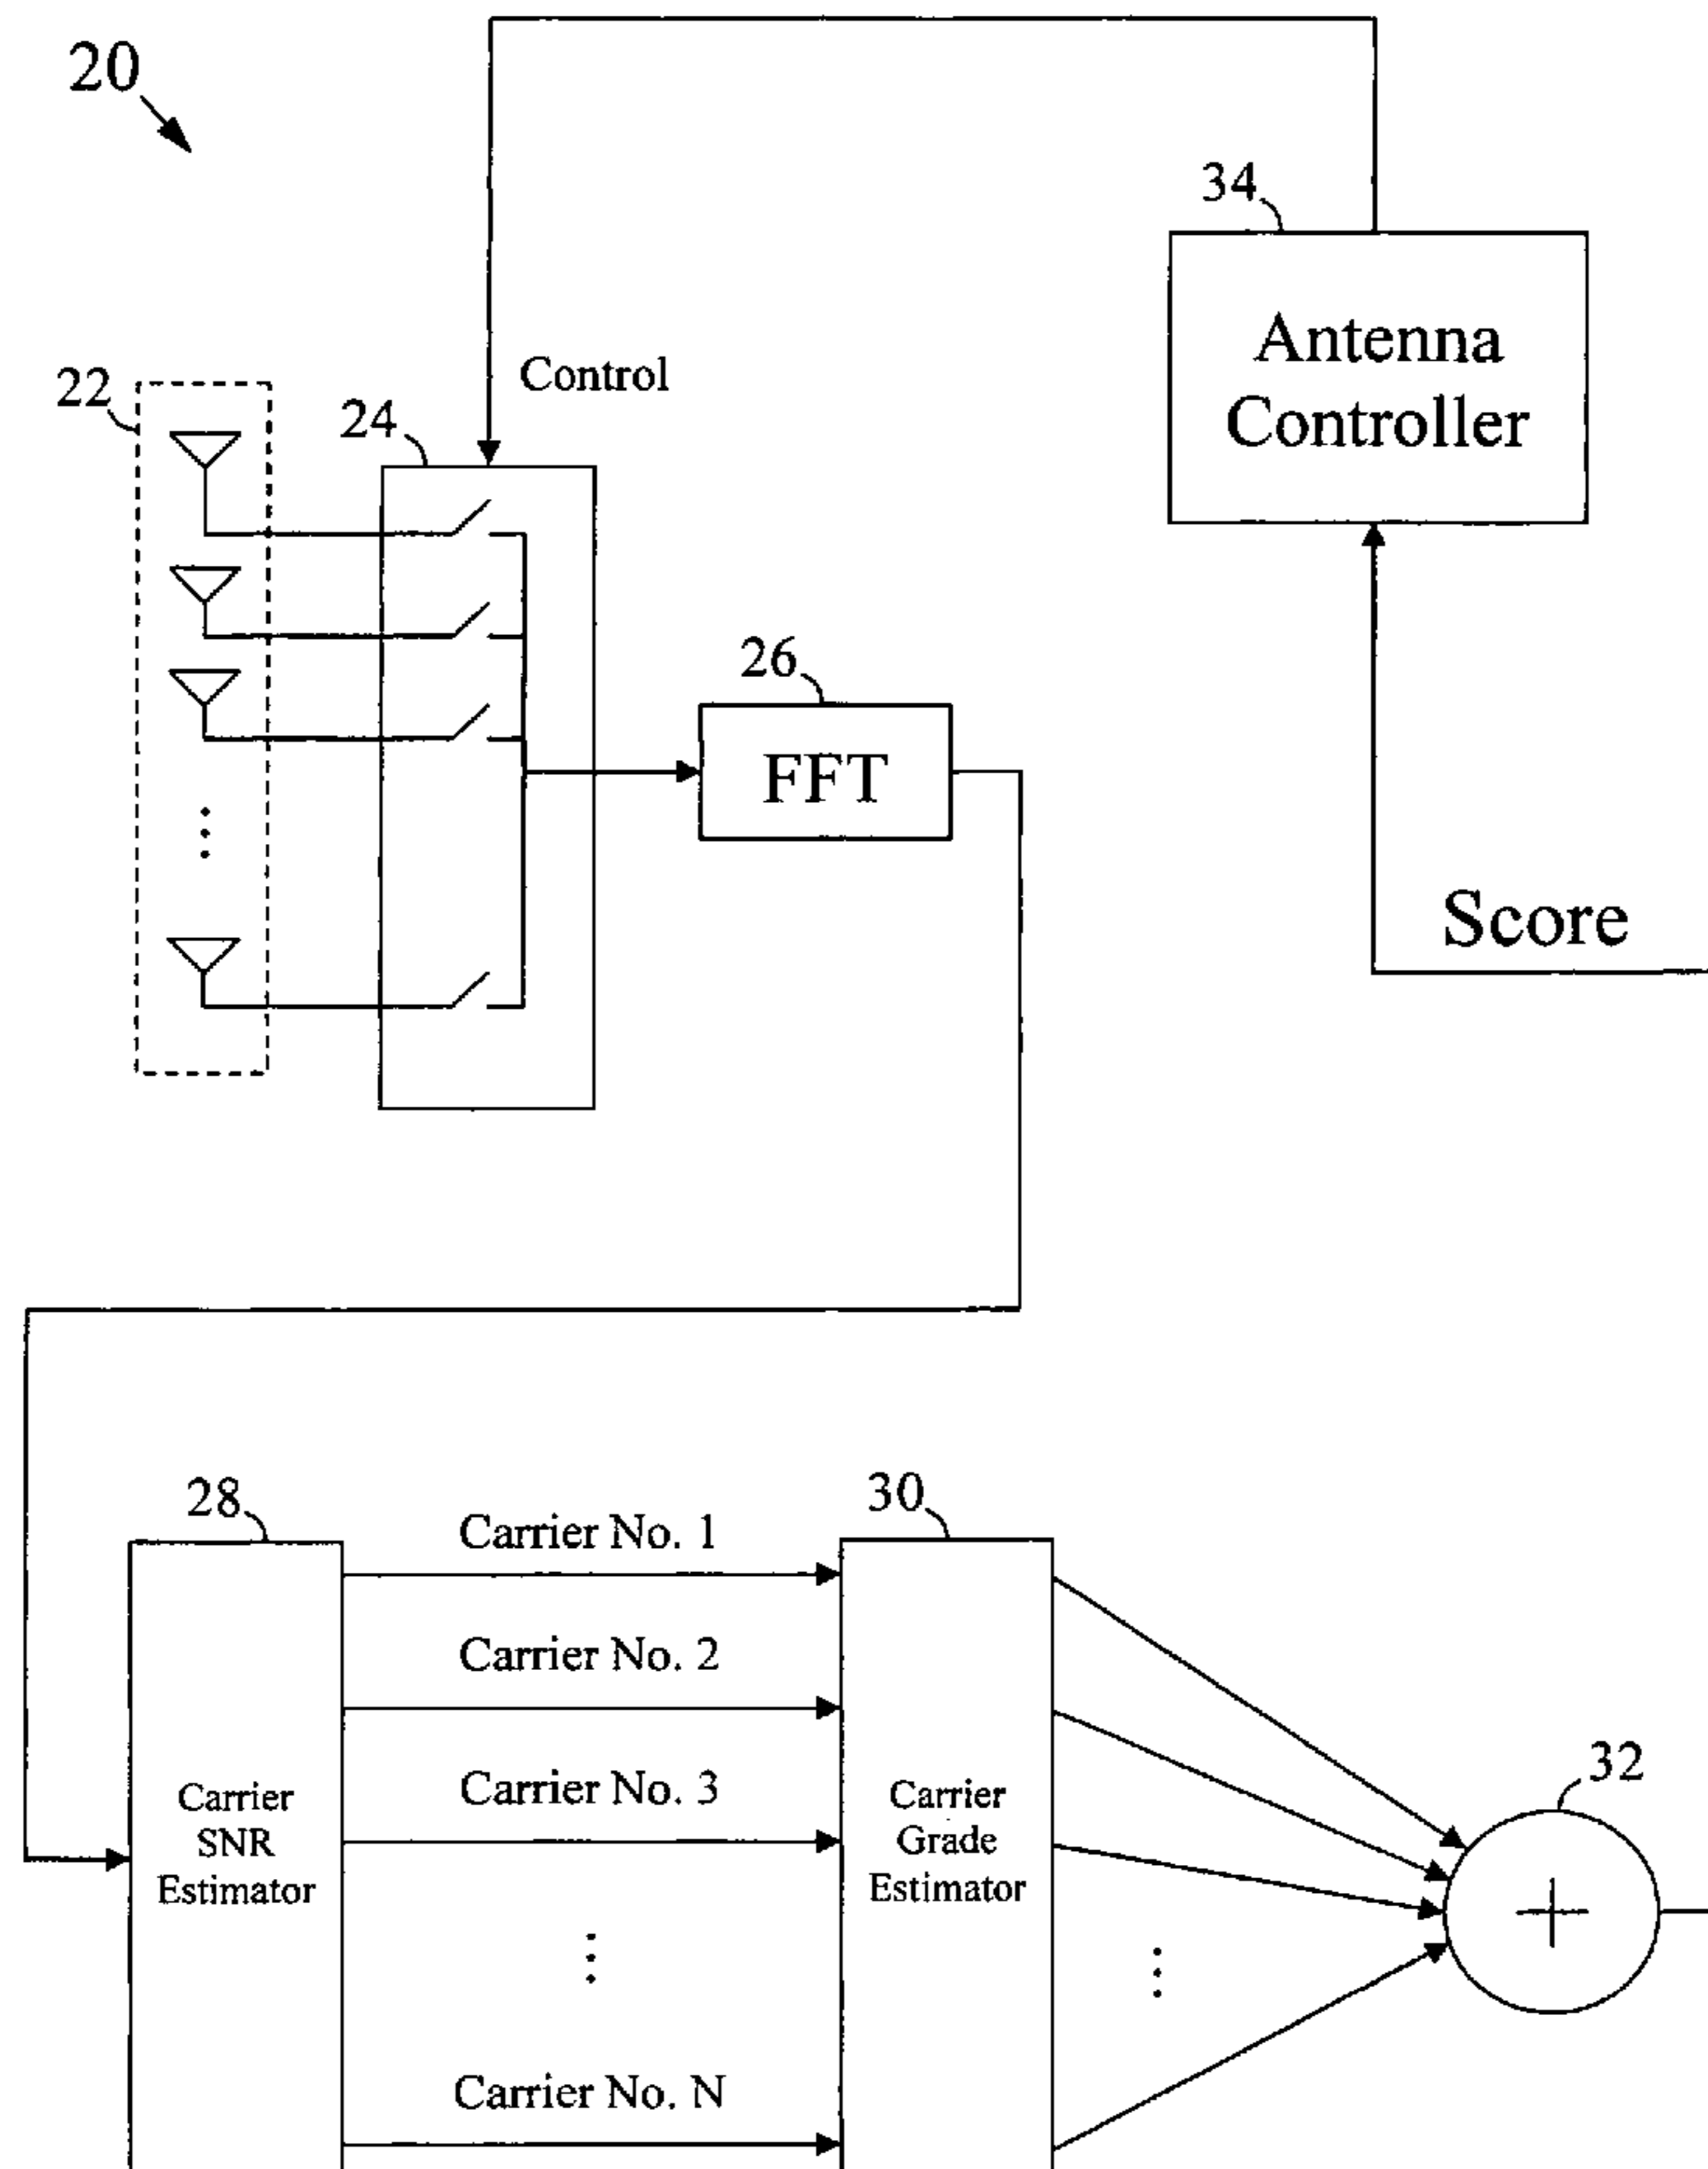 20
34
Antenna
Controller
Control
22
24
26
FFT
Score
28
30
Carrier No. 1
Carrier No. 2
Carrier No. 3
Carrier No. N
Carrier
SNR
Estimator
Carrier
Grade
Estimator
32